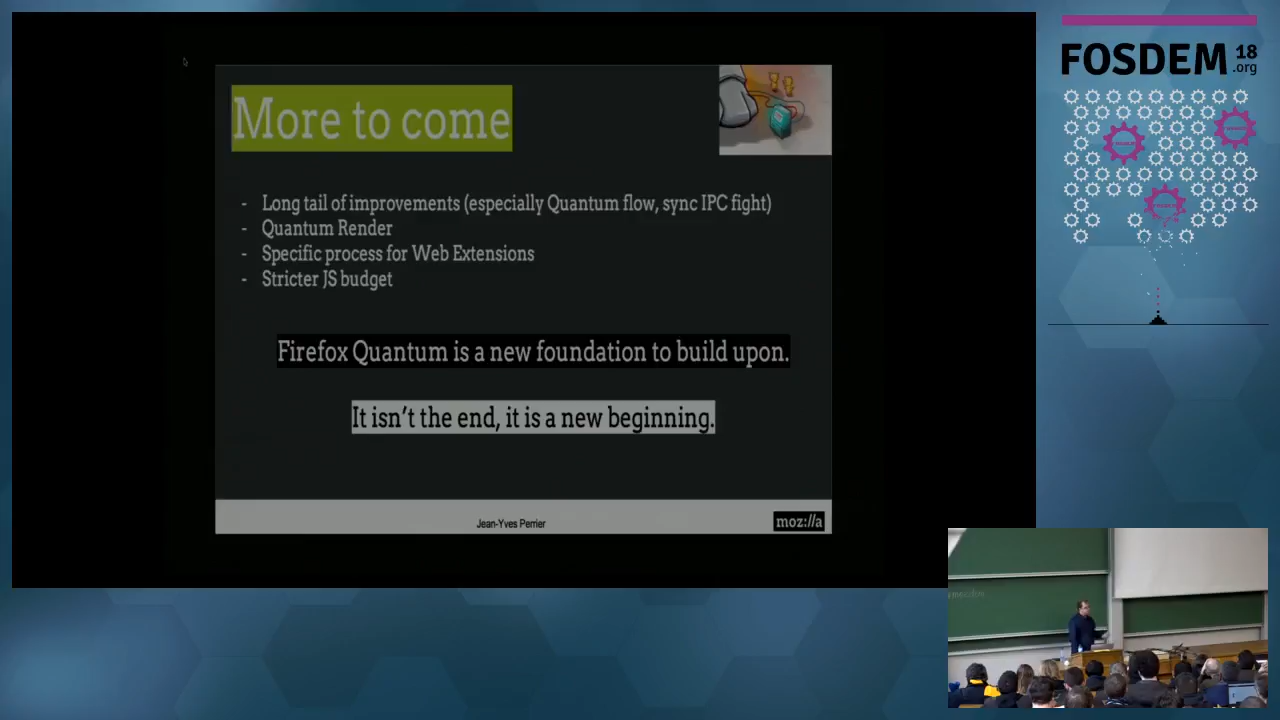 More to come
- Long tail of improvements (especially Quantum flow, sync IPC fight)
- Quantum Render
- Specific process for Web Extensions
- Stricter JS budget
Firefox Quantum is a new foundation to build upon.
It isn't the end, it is a new beginning.
Jean-Yves Perrier
moz://a
FOSDEM 18
.org